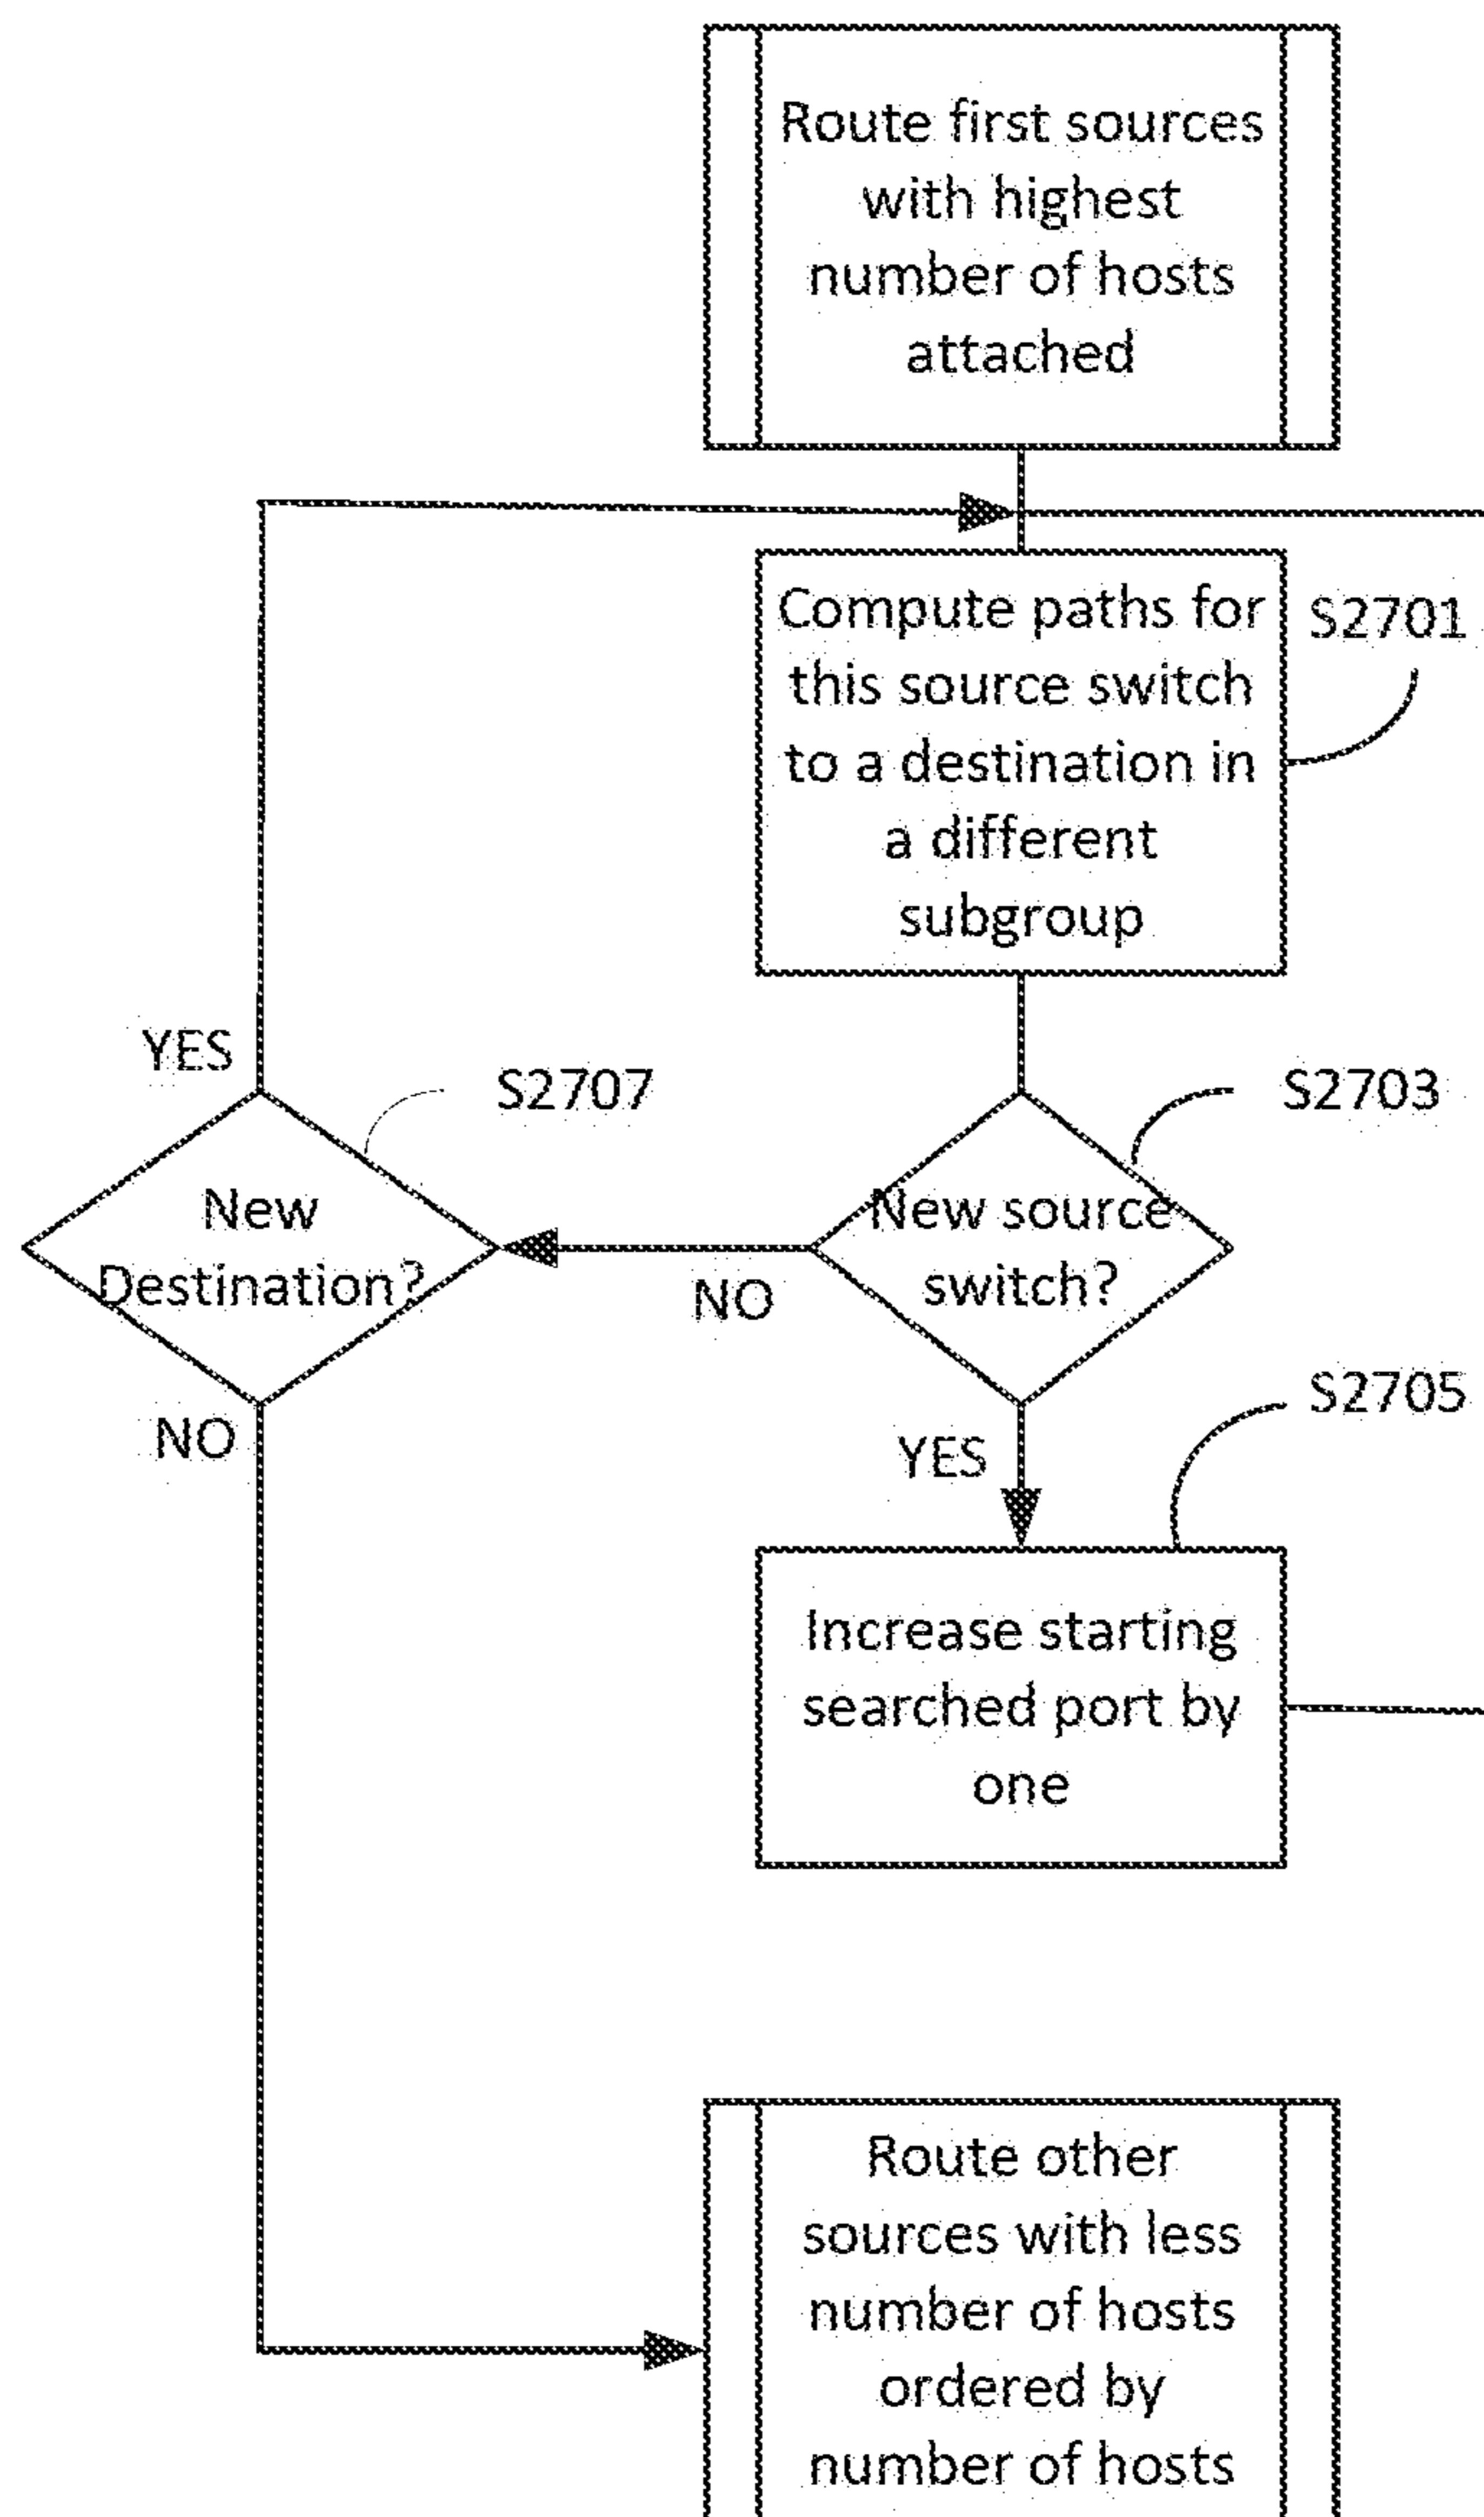 Route first sources
with highest
number of hosts
attached
Compute paths for
this source switch
to a destination in
a different
subgroup
S2701
YES
S2707
S2703
New
Destination?
New source
switch?
NO
NO
YES
S2705
Increase starting
searched port by
one
Route other
sources with less
number of hosts
ordered by
number of hosts